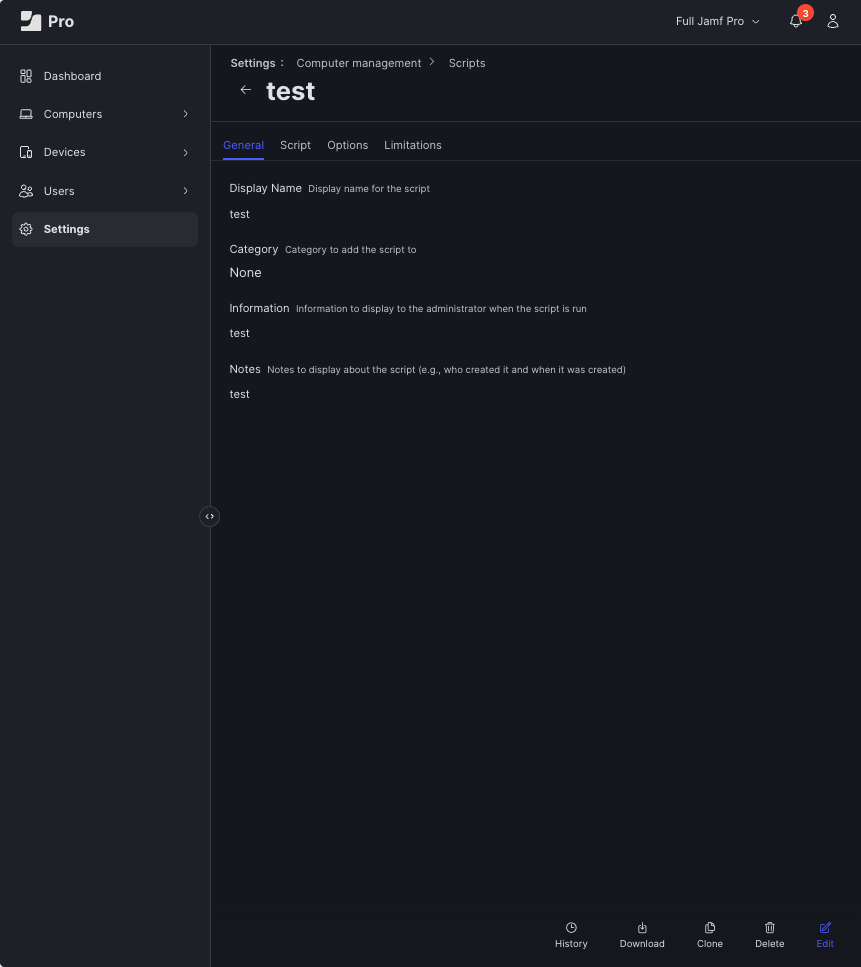 Pro
Full Jamf Pro
3
Dashboard
Computers
Devices
Users
Settings
Settings : Computer management Scripts
test
General Script Options Limitations
Display Name Display name for the script
test
Category Category to add the script to
None
Information Information to display to the administrator when the script is run
test
Notes Notes to display about the script (e.g., who created it and when it was created)
test
History Download Clone Delete Edit